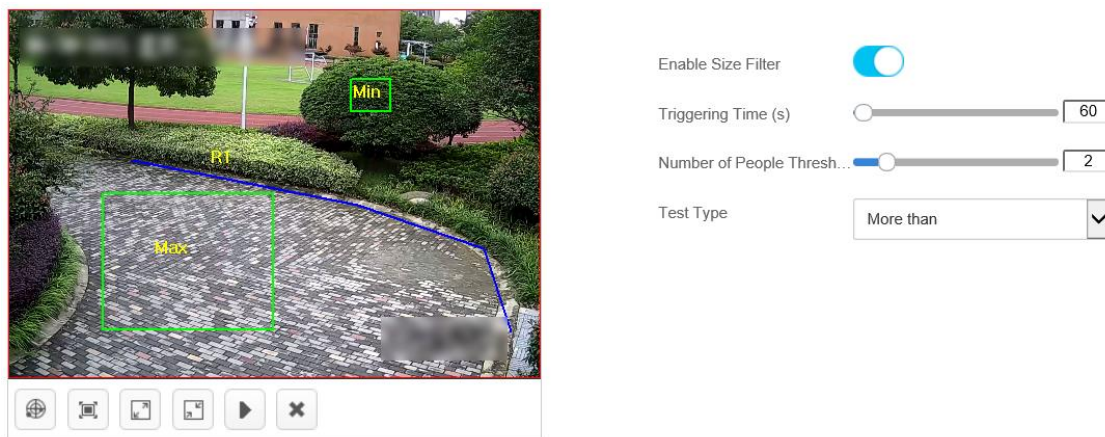 Min
R1
Max
Enable Size Filter
Triggering Time (s)
60
Number of People Thresh...
2
Test Type
More than